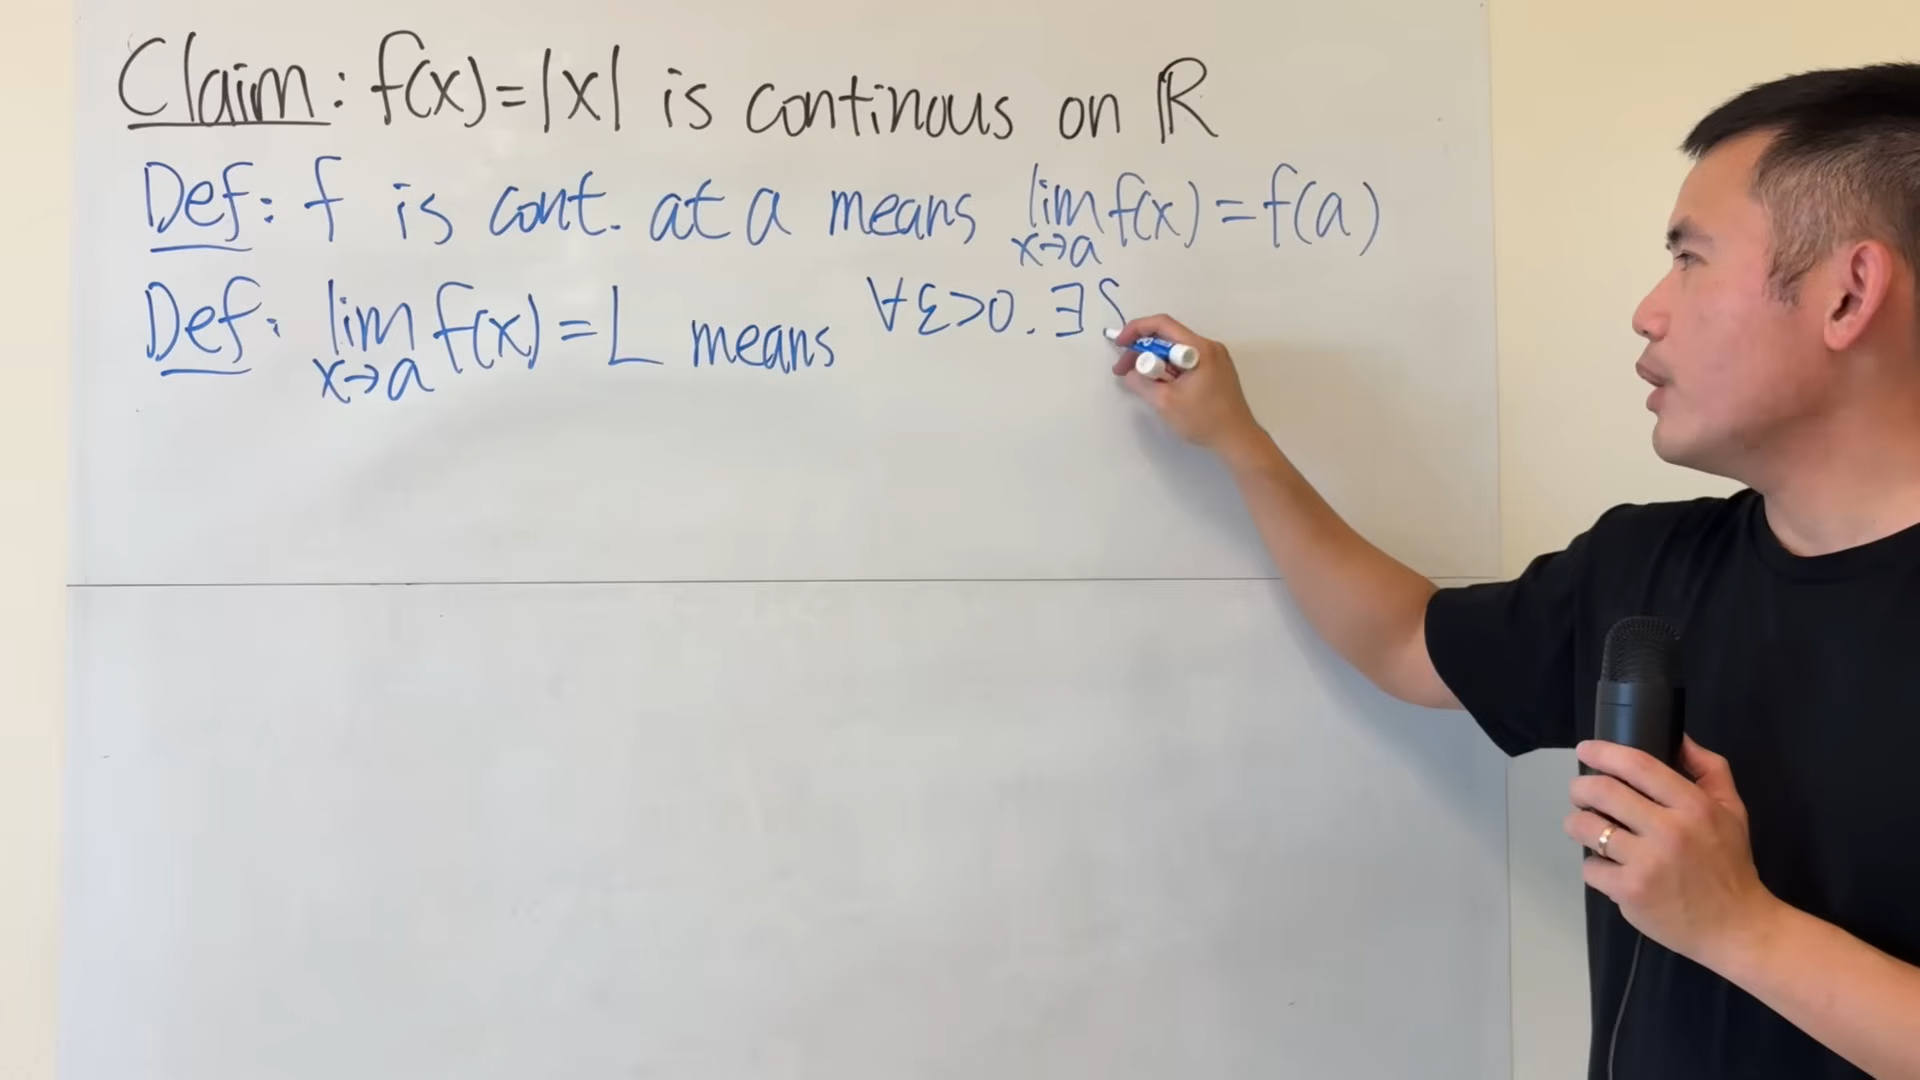 Claim: f(x)=|x| is continous on ℝ
Def: f is cont. at a means lim x→a f(x) = f(a)
Def: lim x→a f(x) = L means ∀ε>0. ∃δ